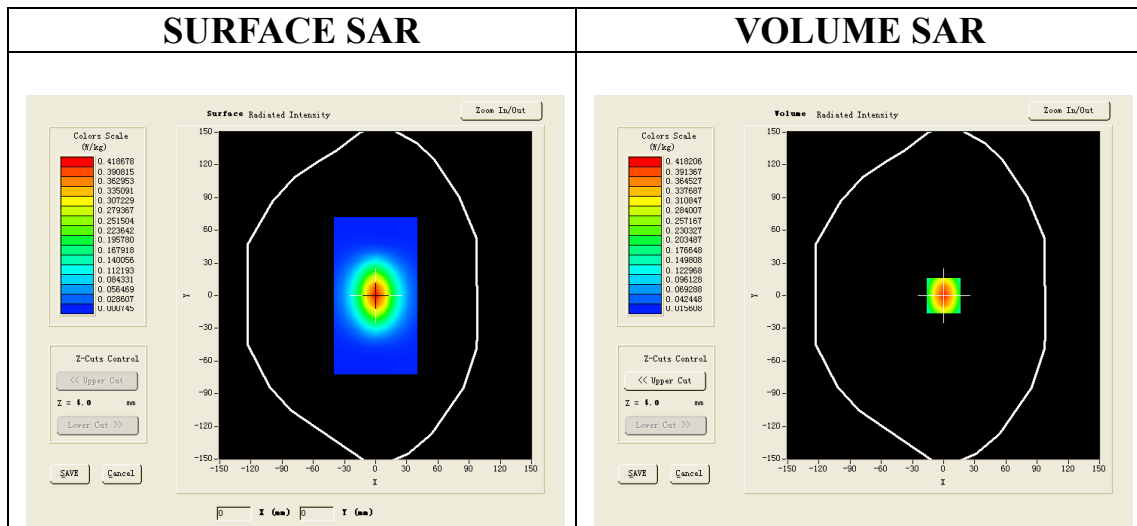 SURFACE SAR
VOLUME SAR
Surface Radiated Intensity
Zoom In/Out
Colors Scale
(W/kg)
0.418678
0.390815
0.362953
0.335091
0.307229
0.279367
0.251504
0.223642
0.195780
0.167918
0.140056
0.112193
0.084331
0.056469
0.028607
0.000745
150
120
90
60
30
0
-30
-60
-90
-120
-150
Y
-150 -120 -90 -60 -30 0 30 60 90 120 150
X
Z-Cuts Control
<< Upper Cut
Z = 4.0 mm
Lower Cut >>
SAVE Cancel
0 X (mm) 0 Y (mm)
Volume Radiated Intensity
Zoom In/Out
Colors Scale
(W/kg)
0.418206
0.391367
0.364527
0.337687
0.310847
0.284007
0.257167
0.230327
0.203487
0.176648
0.149808
0.122968
0.096128
0.069288
0.042448
0.015608
150
120
90
60
30
0
-30
-60
-90
-120
-150
Y
-150 -120 -90 -60 -30 0 30 60 90 120 150
X
Z-Cuts Control
<< Upper Cut
Z = 4.0 mm
Lower Cut >>
SAVE Cancel